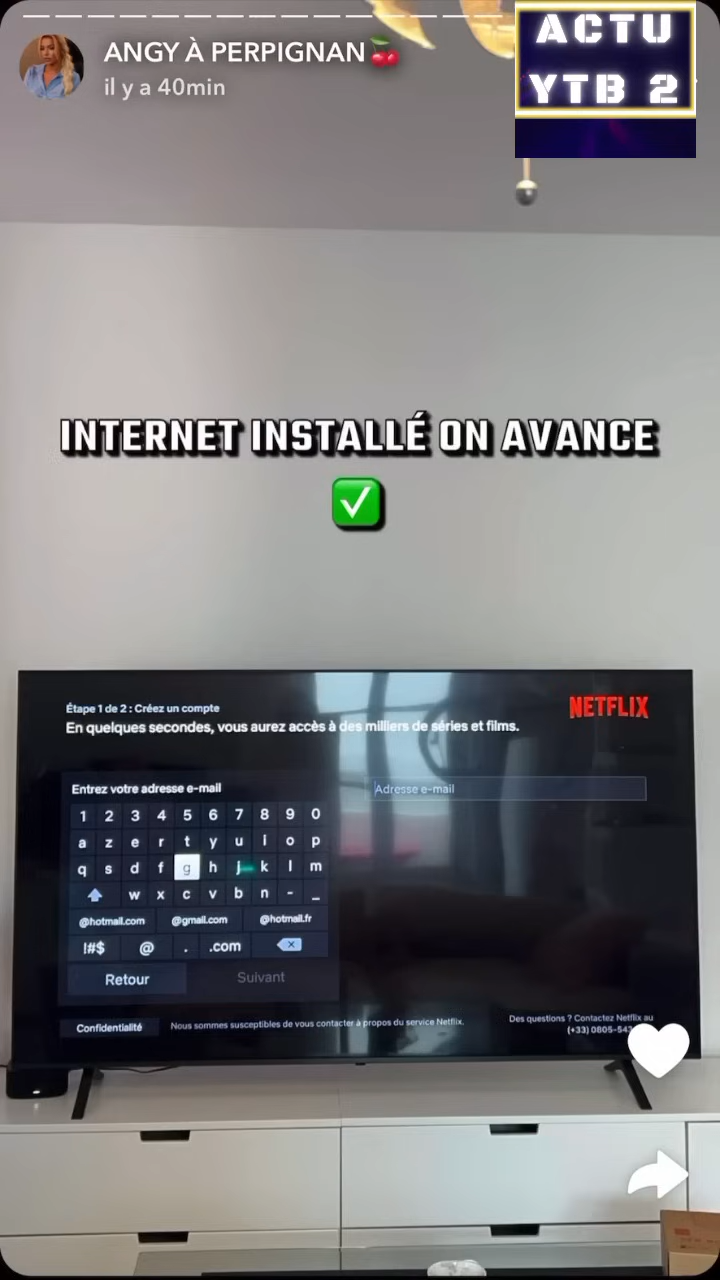 ANGY À PERPIGNAN🍒
il y a 40min
ACTU
YTB 2
INTERNET INSTALLÉ ON AVANCE
✅
Étape 1 de 2 : Créez un compte
En quelques secondes, vous aurez accès à des milliers de séries et films.
NETFLIX
Entrez votre adresse e-mail
Adresse e-mail
1 2 3 4 5 6 7 8 9 0
a z e r t y u i o p
q s d f g h j k l m
w x c v b n - _
@hotmail.com @gmail.com @hotmail.fr
!#$ @ . .com
Retour Suivant
Confidentialité
Nous sommes susceptibles de vous contacter à propos du service Netflix.
Des questions ? Contactez Netflix au
(+33) 0805-543